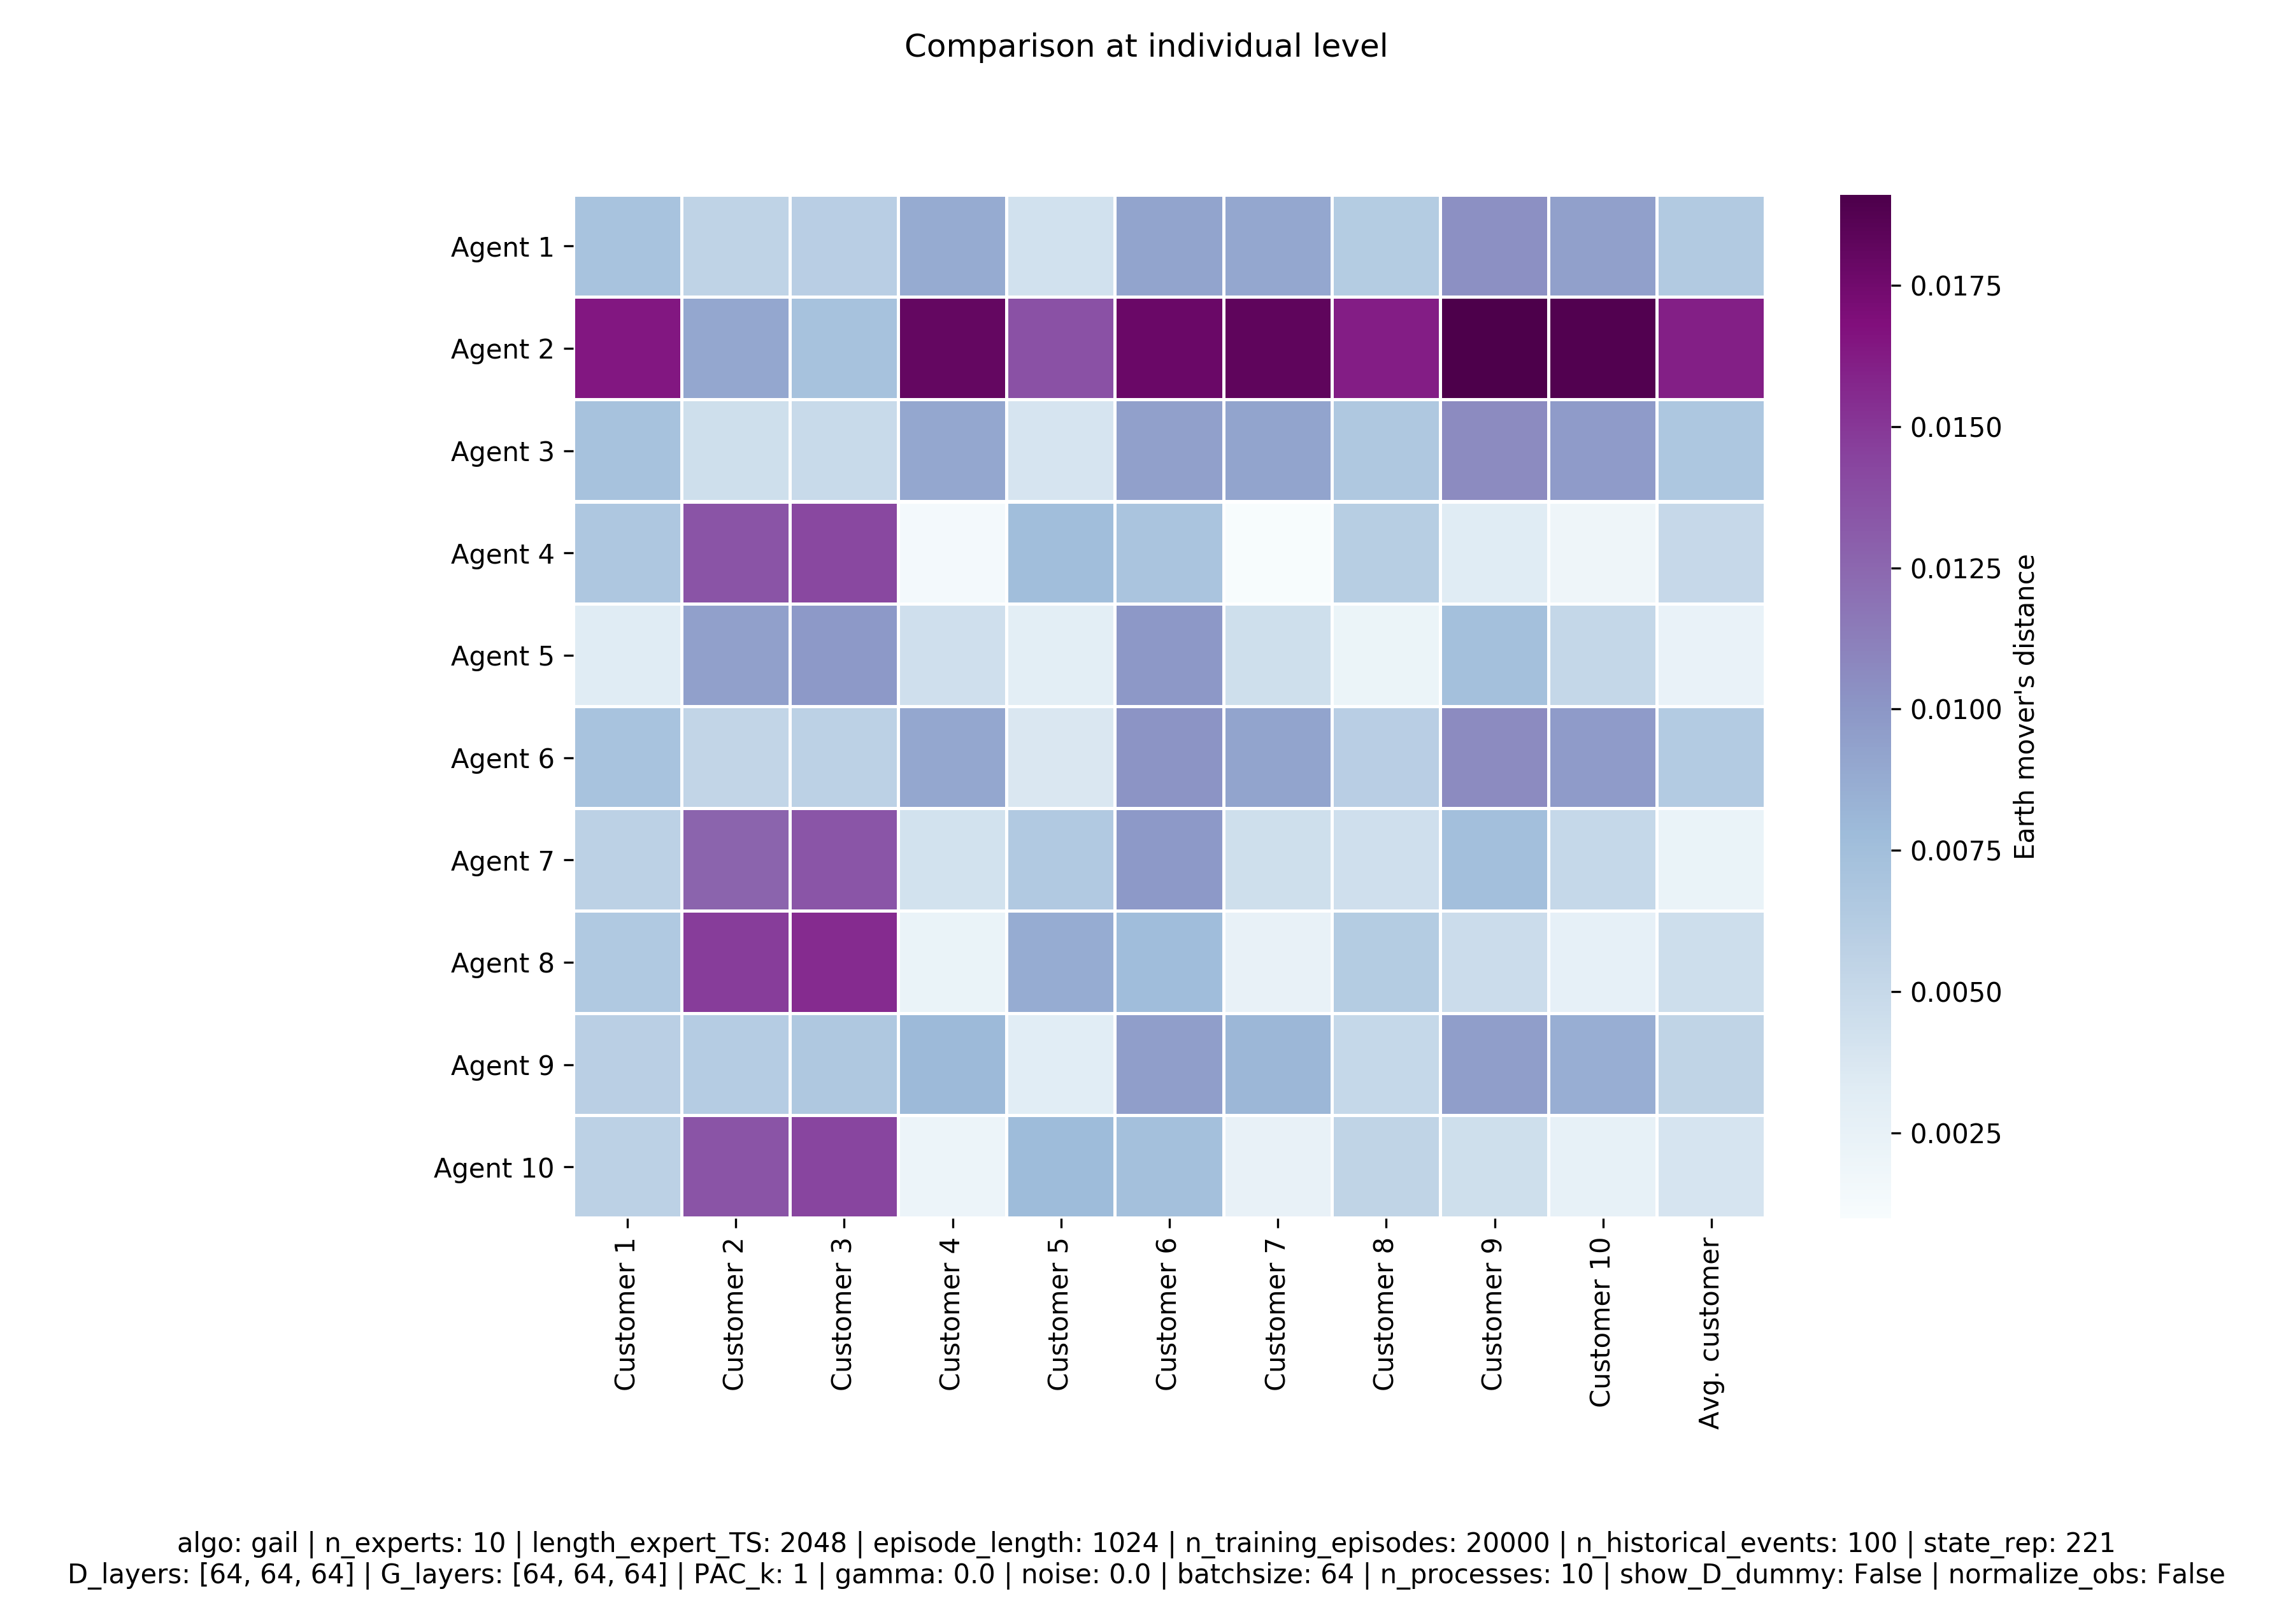 Comparison at individual level
Agent 1
Agent 2
Agent 3
Agent 4
Agent 5
Agent 6
Agent 7
Agent 8
Agent 9
Agent 10
Customer 1
Customer 2
Customer 3
Customer 4
Customer 5
Customer 6
Customer 7
Customer 8
Customer 9
Customer 10
Avg. customer
0.0175
0.0150
0.0125
0.0100
0.0075
0.0050
0.0025
Earth mover's distance
algo: gail | n_experts: 10 | length_expert_TS: 2048 | episode_length: 1024 | n_training_episodes: 20000 | n_historical_events: 100 | state_rep: 221
D_layers: [64, 64, 64] | G_layers: [64, 64, 64] | PAC_k: 1 | gamma: 0.0 | noise: 0.0 | batchsize: 64 | n_processes: 10 | show_D_dummy: False | normalize_obs: False